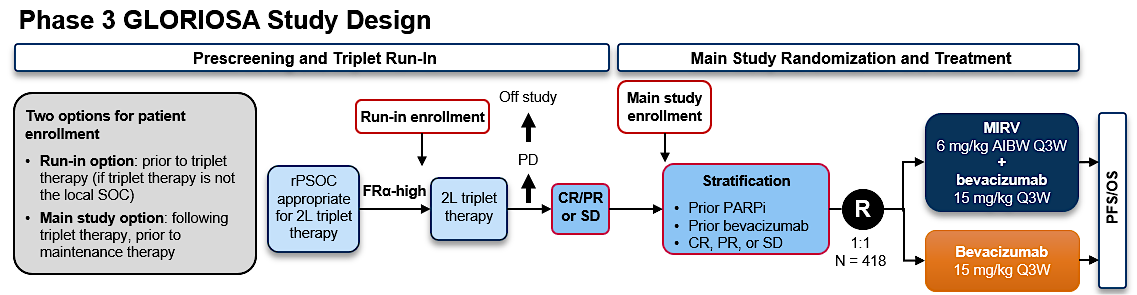 Phase 3 GLORIOSA Study Design
Prescreening and Triplet Run-In
Main Study Randomization and Treatment
Two options for patient
enrollment
• Run-in option: prior to triplet
therapy (if triplet therapy is not
the local SOC)
• Main study option: following
triplet therapy, prior to
maintenance therapy
Run-in enrollment
rPSOC
appropriate
for 2L triplet
therapy
FRα-high
2L triplet
therapy
Off study
PD
CR/PR
or SD
Main study
enrollment
Stratification
• Prior PARPi
• Prior bevacizumab
• CR, PR, or SD
R
1:1
N = 418
MIRV
6 mg/kg AIBW Q3W
+
bevacizumab
15 mg/kg Q3W
Bevacizumab
15 mg/kg Q3W
PFS/OS